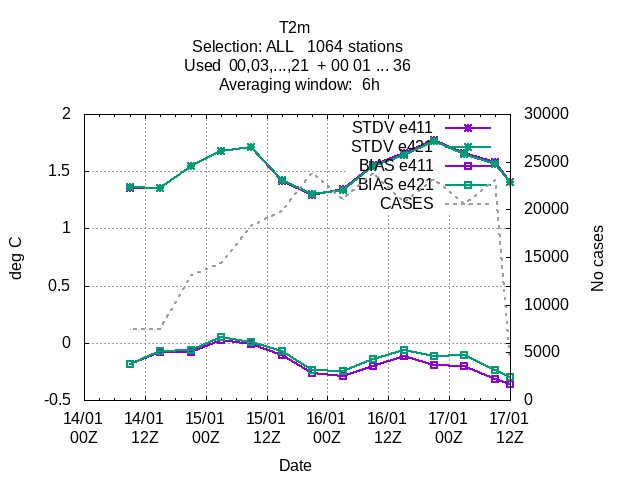 T2m
Selection: ALL   1064 stations
Used  00,03,...,21  + 00 01 ... 36
Averaging window:  6h
STDV e411
STDV e421
BIAS e411
BIAS e421
CASES
2
1.5
1
0.5
0
-0.5
deg C
30000
25000
20000
15000
10000
5000
0
No cases
14/01 14/01 15/01 15/01 16/01 16/01 17/01 17/01
00Z 12Z 00Z 12Z 00Z 12Z 00Z 12Z
Date